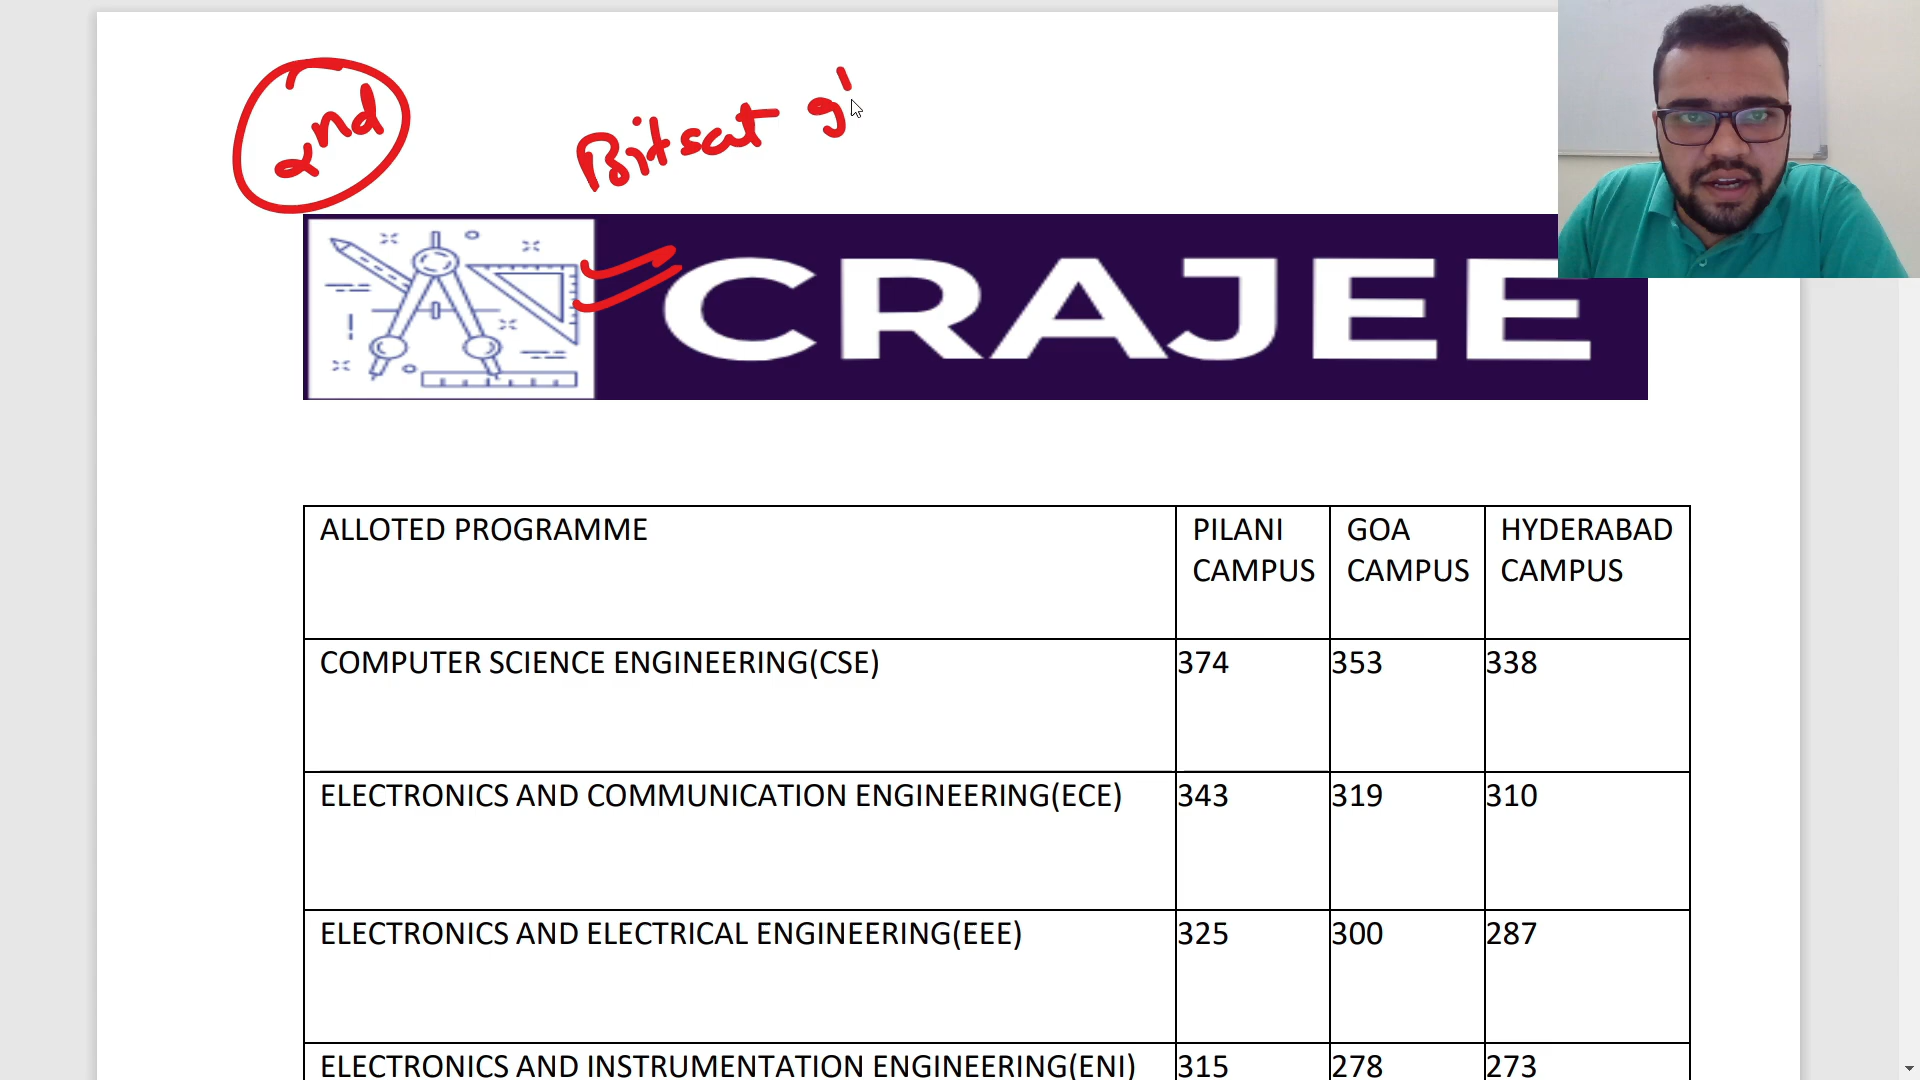 2nd
Bitsat gi
CRAJEE
ALLOTED PROGRAMME PILANI CAMPUS GOA CAMPUS HYDERABAD CAMPUS
COMPUTER SCIENCE ENGINEERING(CSE) 374 353 338
ELECTRONICS AND COMMUNICATION ENGINEERING(ECE) 343 319 310
ELECTRONICS AND ELECTRICAL ENGINEERING(EEE) 325 300 287
ELECTRONICS AND INSTRUMENTATION ENGINEERING(ENI) 315 278 273